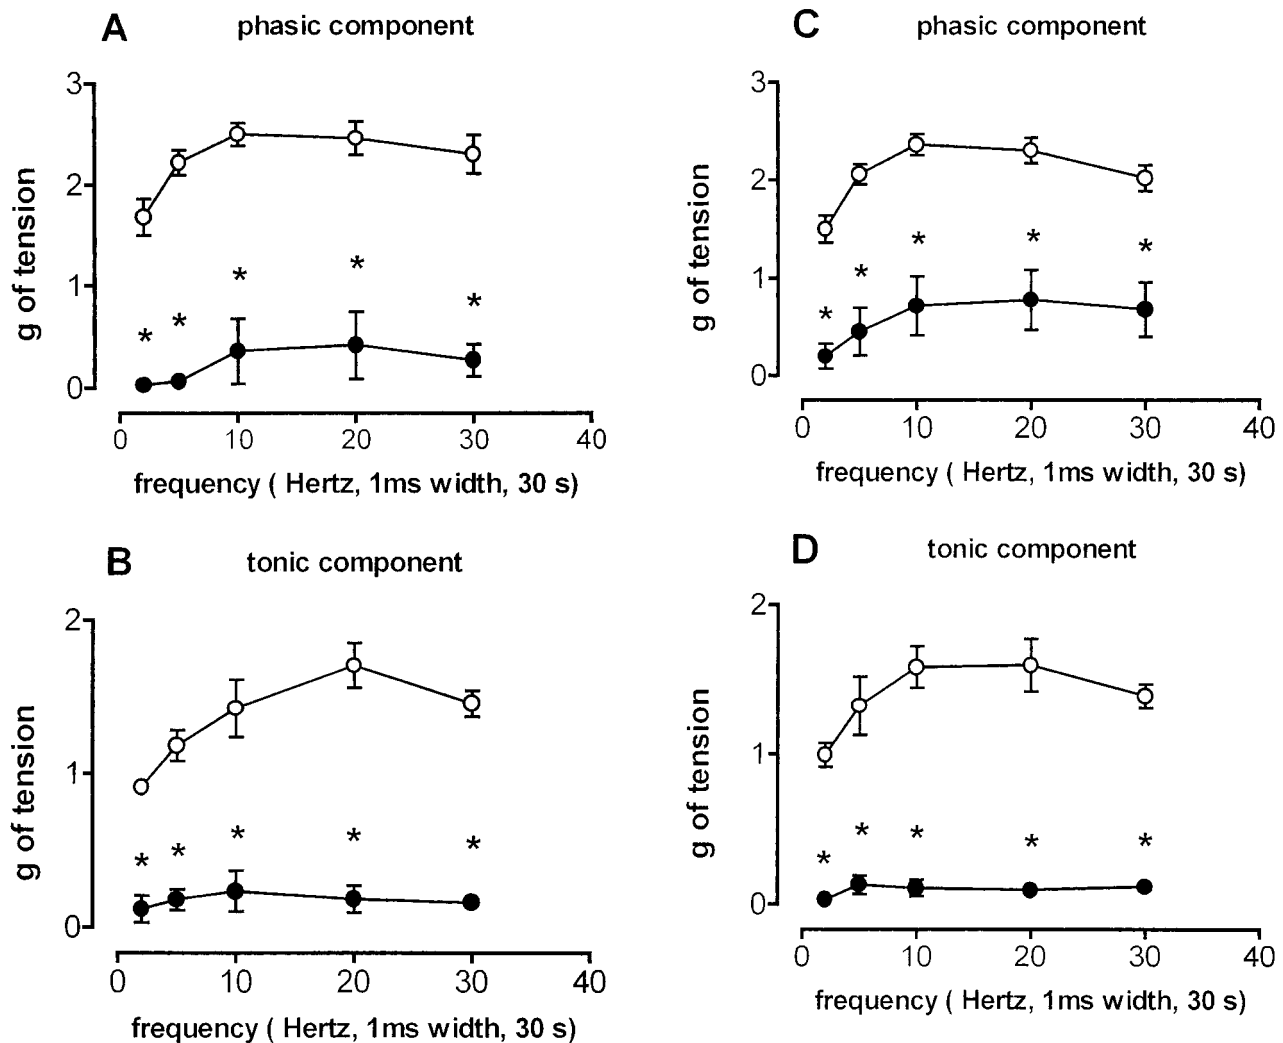 A phasic component
3
2
1
0
g of tension
* * * * *
0 10 20 30 40
frequency ( Hertz, 1ms width, 30 s)
B tonic component
2
1
0
g of tension
* * * * *
0 10 20 30 40
frequency ( Hertz, 1ms width, 30 s)
C phasic component
3
2
1
0
g of tension
* * * * *
0 10 20 30 40
frequency ( Hertz, 1ms width, 30 s)
D tonic component
2
1
0
g of tension
* * * * *
0 10 20 30 40
frequency ( Hertz, 1ms width, 30 s)